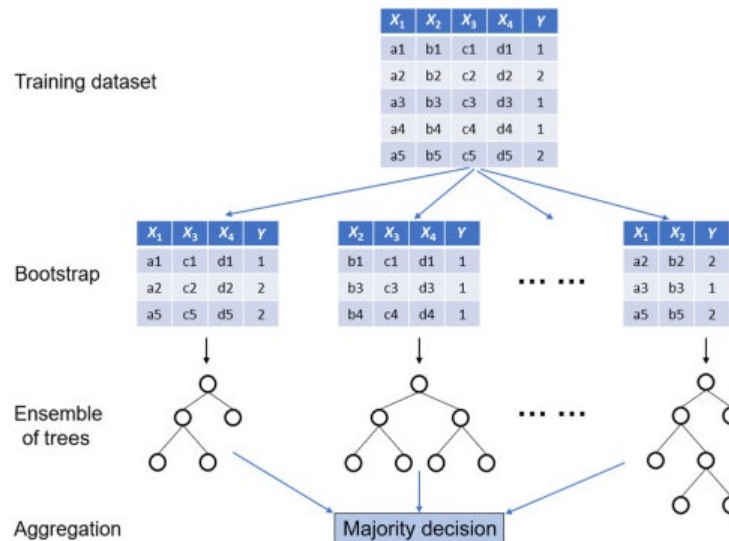 X1 X2 X3 X4 Y
a1 b1 c1 d1 1
a2 b2 c2 d2 2
Training dataset
a3 b3 c3 d3 1
a4 b4 c4 d4 1
a5 b5 c5 d5 2
X1 X3 X4 Y
a1 c1 d1 1
a2 c2 d2 2
a5 c5 d5 2
X2 X3 X4 Y
b1 c1 d1 1
b3 c3 d3 1
b4 c4 d4 1
... ...
X1 X2 Y
a2 b2 2
a3 b3 1
a5 b5 2
Bootstrap
Ensemble
of trees
... ...
Aggregation
Majority decision